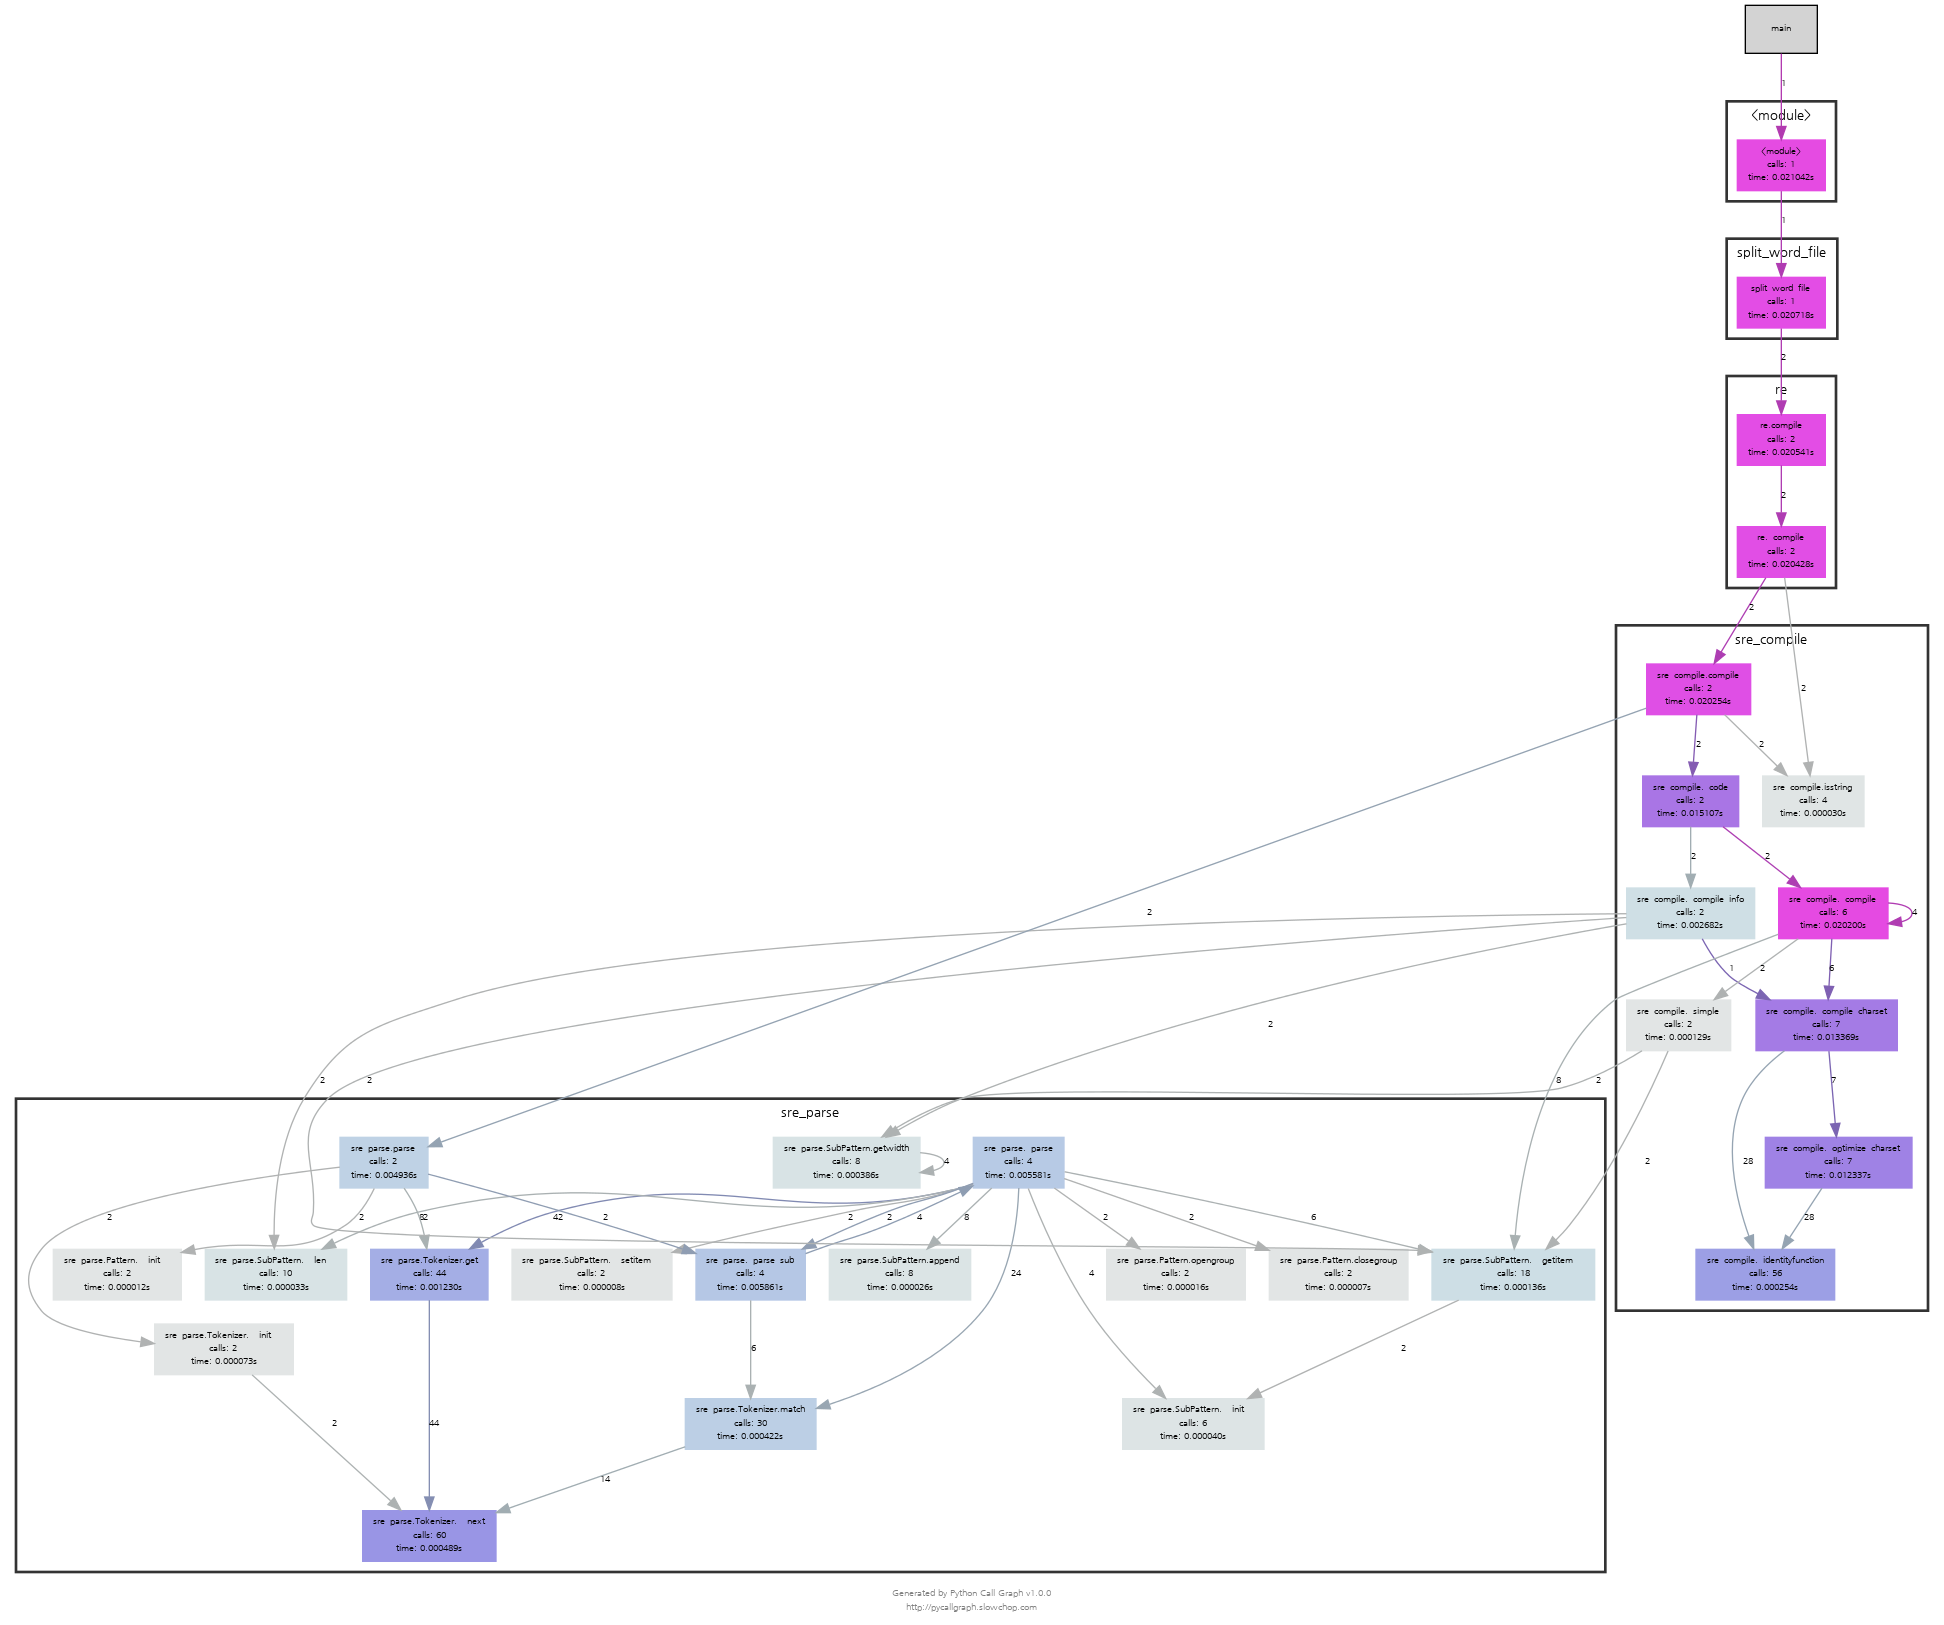 main
1
<module>
<module>
calls: 1
time: 0.021042s
1
split_word_file
split word file
calls: 1
time: 0.020718s
2
re
re.compile
calls: 2
time: 0.020541s
2
re. compile
calls: 2
time: 0.020428s
2
2
sre_compile
sre compile.compile
calls: 2
time: 0.020254s
2
2
sre compile. code
calls: 2
time: 0.015107s
sre compile.isstring
calls: 4
time: 0.000030s
2
2
2
sre compile. compile info
calls: 2
time: 0.002682s
sre compile. compile
calls: 6
time: 0.020200s
4
1
2
6
2
sre compile. simple
calls: 2
time: 0.000129s
sre compile. compile charset
calls: 7
time: 0.013369s
2
2
8
2
7
sre_parse
sre parse.parse
calls: 2
time: 0.004936s
sre parse.SubPattern.getwidth
calls: 8
time: 0.000386s
4
sre parse. parse
calls: 4
time: 0.005581s
2
28
sre compile. optimize charset
calls: 7
time: 0.012337s
2
2
8
2
42
2
2
2
4
8
24
4
2
2
6
28
sre parse.Pattern. init
calls: 2
time: 0.000012s
sre parse.SubPattern. len
calls: 10
time: 0.000033s
sre parse.Tokenizer.get
calls: 44
time: 0.001230s
sre parse.SubPattern. setitem
calls: 2
time: 0.000008s
sre parse. parse sub
calls: 4
time: 0.005861s
sre parse.SubPattern.append
calls: 8
time: 0.000026s
sre parse.Pattern.opengroup
calls: 2
time: 0.000016s
sre parse.Pattern.closegroup
calls: 2
time: 0.000007s
sre parse.SubPattern. getitem
calls: 18
time: 0.000136s
sre compile. identityfunction
calls: 56
time: 0.000254s
sre parse.Tokenizer. init
calls: 2
time: 0.000073s
6
2
2
44
sre parse.Tokenizer.match
calls: 30
time: 0.000422s
sre parse.SubPattern. init
calls: 6
time: 0.000040s
14
sre parse.Tokenizer. next
calls: 60
time: 0.000489s
Generated by Python Call Graph v1.0.0
http://pycallgraph.slowchop.com